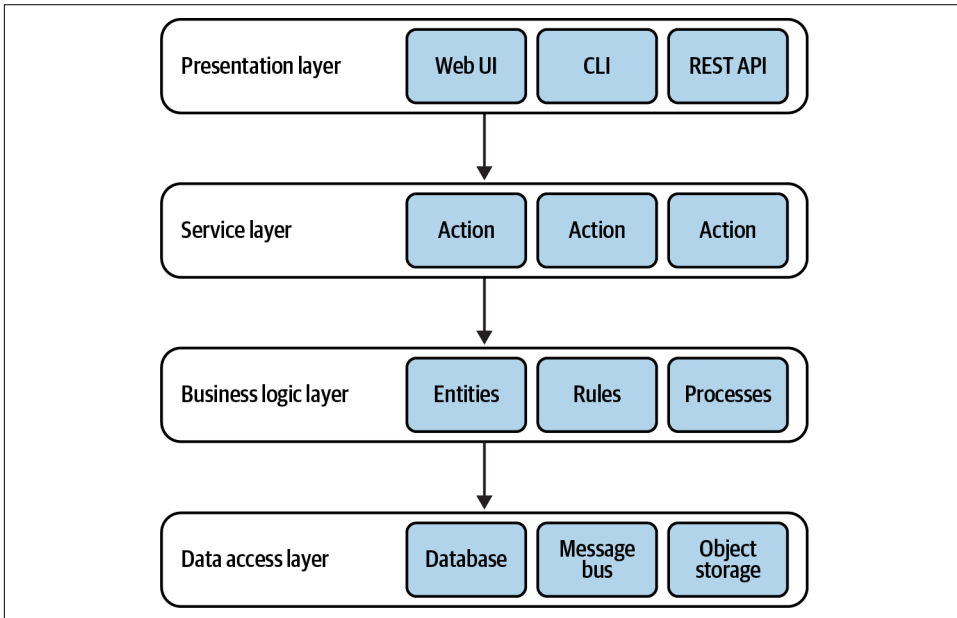 Presentation layer
Web UI
CLI
REST API
Service layer
Action
Action
Action
Business logic layer
Entities
Rules
Processes
Data access layer
Database
Message
bus
Object
storage